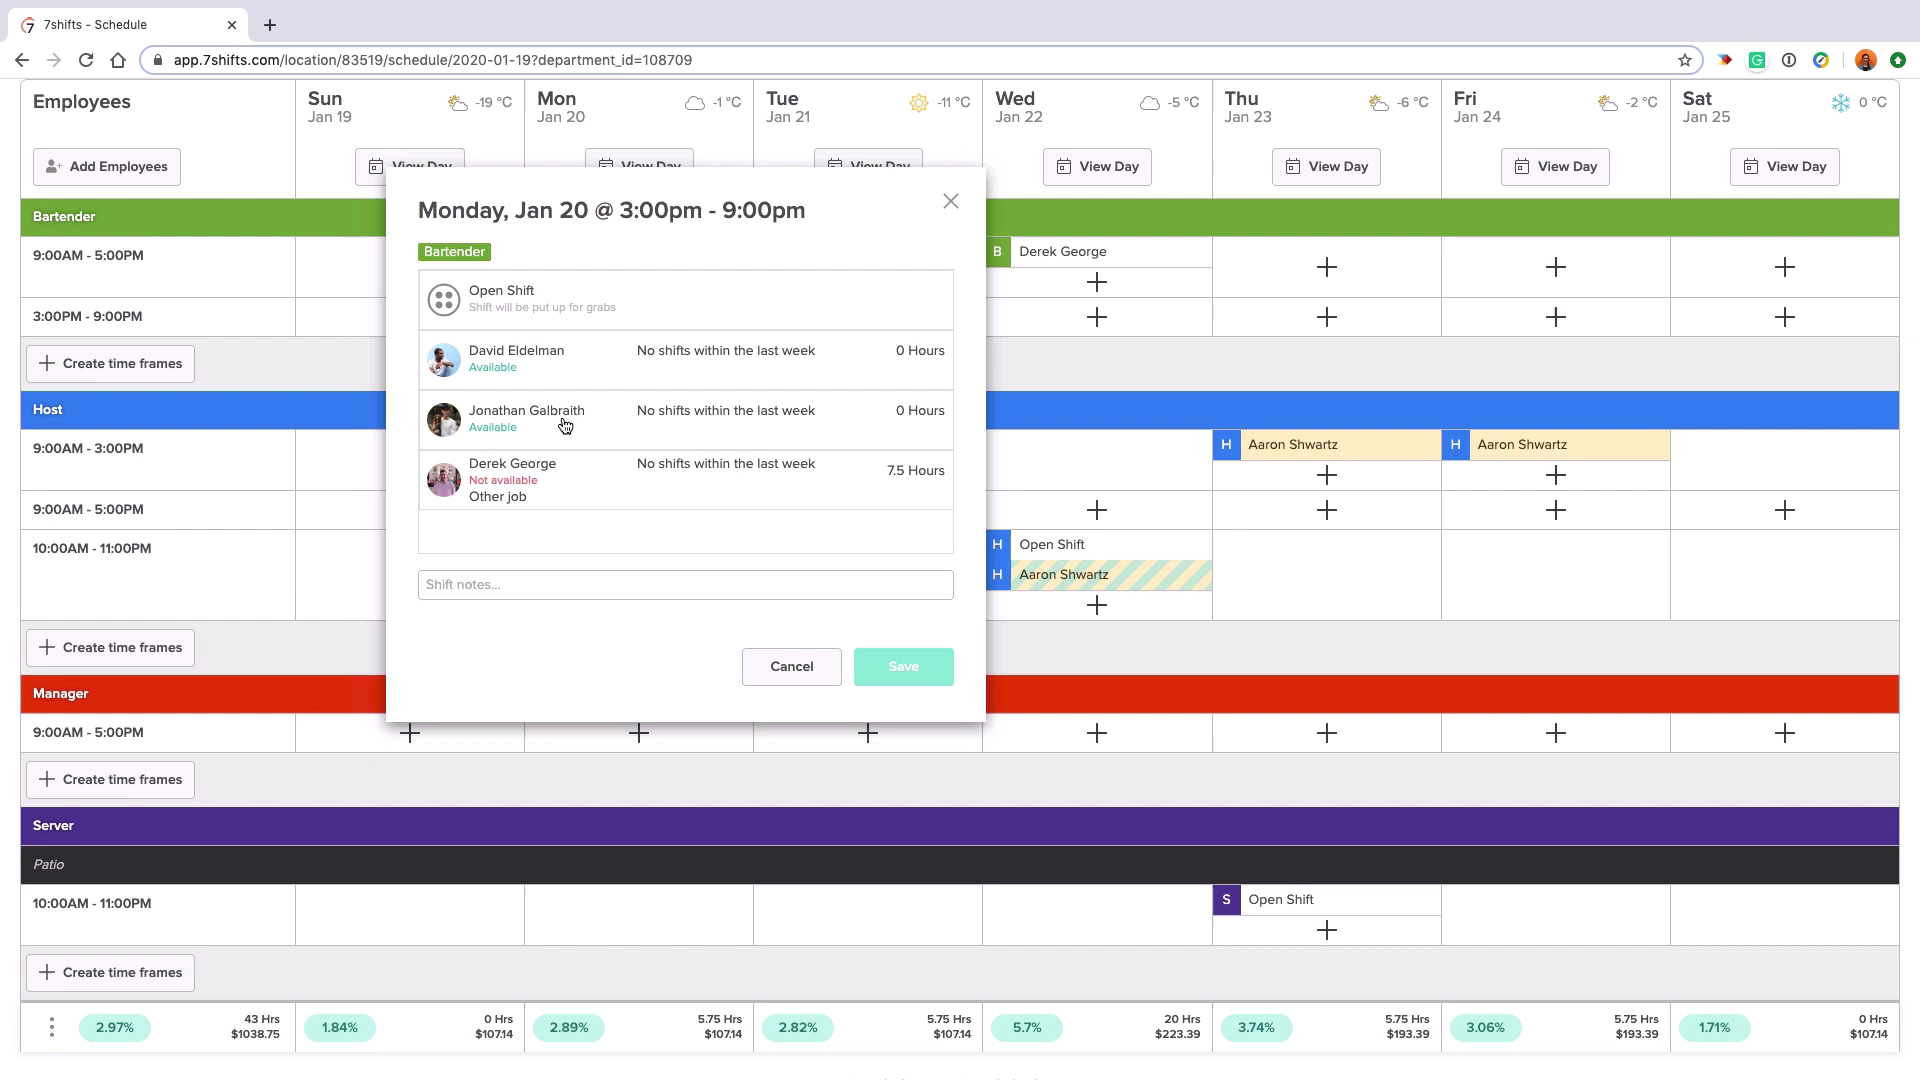 7shifts - Schedule
app.7shifts.com/location/83519/schedule/2020-01-19?department_id=108709
Employees
Sun -19 °C
Jan 19
Mon -1 °C
Jan 20
Tue -11 °C
Jan 21
Wed -5 °C
Jan 22
Thu -6 °C
Jan 23
Fri -2 °C
Jan 24
Sat 0 °C
Jan 25
Add Employees
View Day
View Day
View Day
View Day
View Day
View Day
View Day
Bartender
9:00AM - 5:00PM
B Derek George
3:00PM - 9:00PM
Create time frames
Host
9:00AM - 3:00PM
H Aaron Shwartz
H Aaron Shwartz
9:00AM - 5:00PM
10:00AM - 11:00PM
H Open Shift
H Aaron Shwartz
Create time frames
Manager
9:00AM - 5:00PM
Create time frames
Server
Patio
10:00AM - 11:00PM
S Open Shift
Create time frames
Monday, Jan 20 @ 3:00pm - 9:00pm
Bartender
Open Shift
Shift will be put up for grabs
David Eldelman No shifts within the last week 0 Hours
Available
Jonathan Galbraith No shifts within the last week 0 Hours
Available
Derek George No shifts within the last week 7.5 Hours
Not available
Other job
Shift notes...
Cancel
Save
2.97% 43 Hrs
$1038.75
1.84% 0 Hrs
$107.14
2.89% 5.75 Hrs
$107.14
2.82% 5.75 Hrs
$107.14
5.7% 20 Hrs
$223.39
3.74% 5.75 Hrs
$193.39
3.06% 5.75 Hrs
$193.39
1.71% 0 Hrs
$107.14